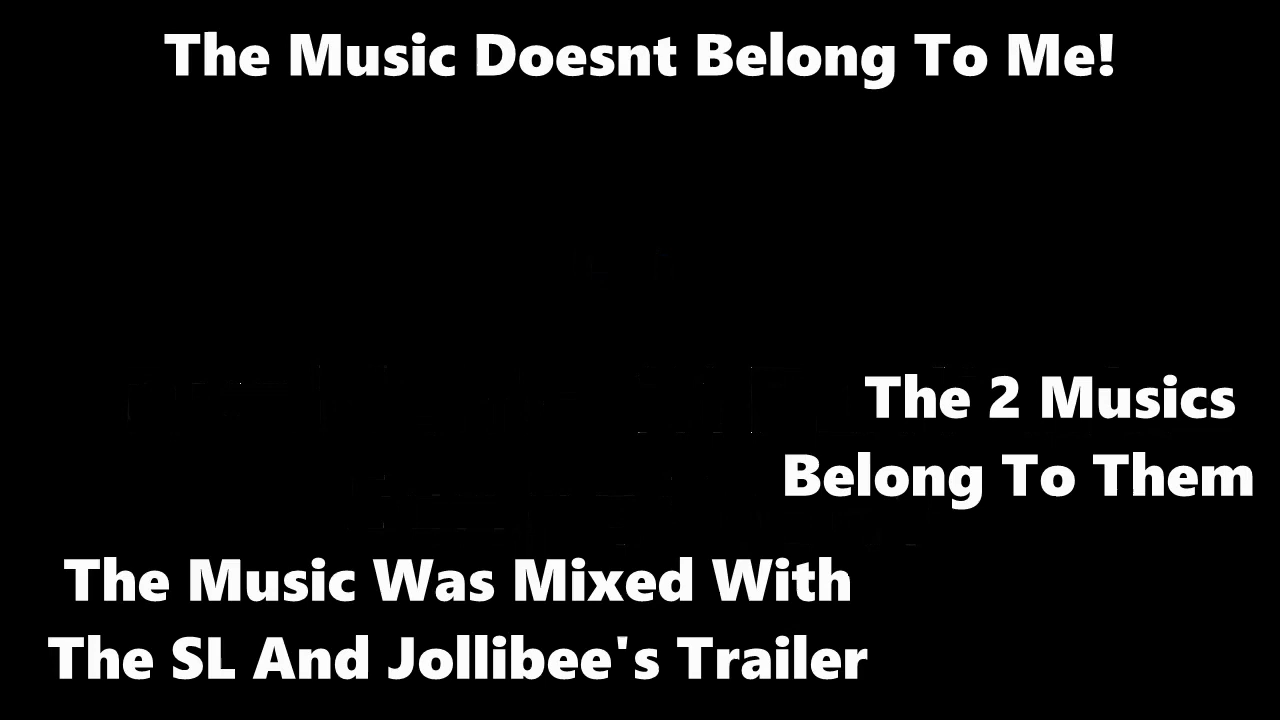 The Music Doesnt Belong To Me!
The 2 Musics
Belong To Them
The Music Was Mixed With
The SL And Jollibee's Trailer